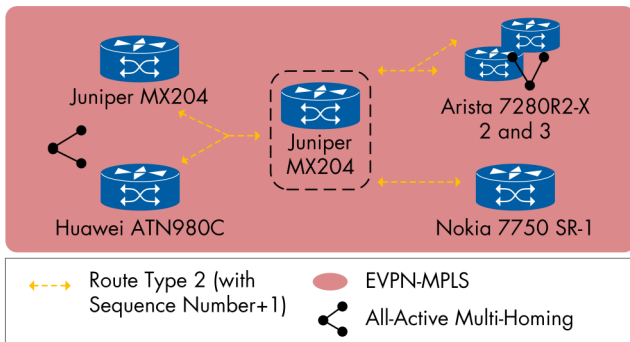 Juniper MX204
Huawei ATN980C
Juniper
MX204
Arista 7280R2-X
2 and 3
Nokia 7750 SR-1
Route Type 2 (with
Sequence Number+1)
EVPN-MPLS
All-Active Multi-Homing